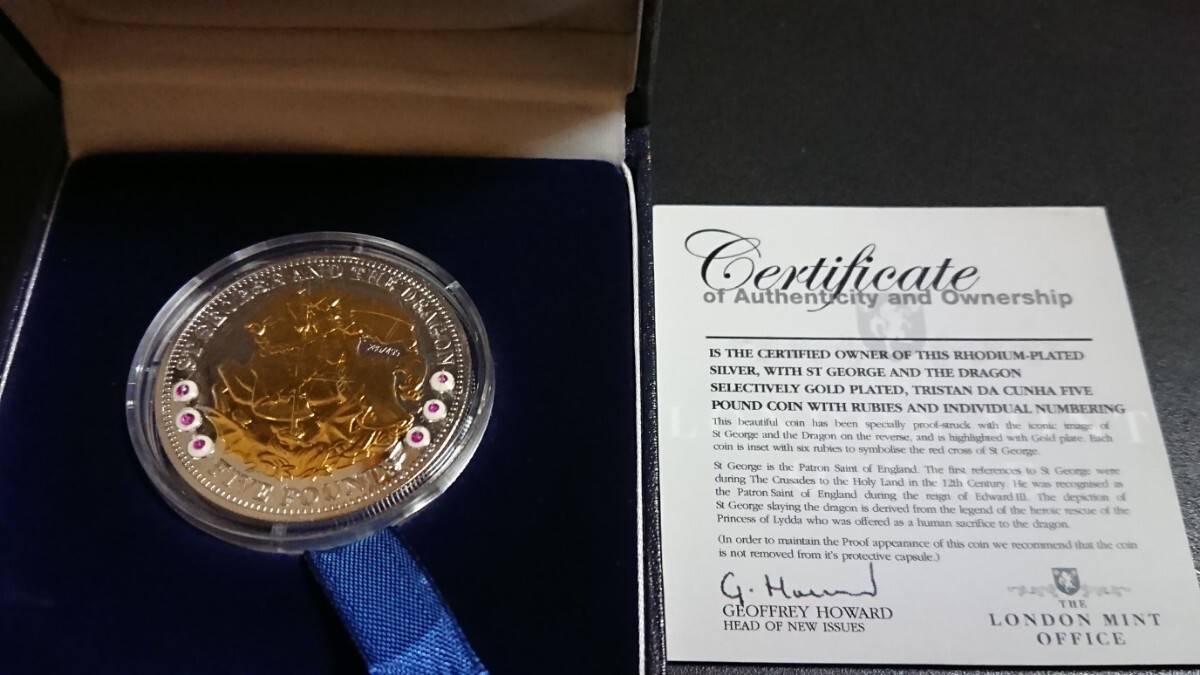 ST GEORGE AND THE DRAGON
FIVE POUNDS
Certificate
of Authenticity and Ownership
IS THE CERTIFIED OWNER OF THIS RHODIUM-PLATED
SILVER, WITH ST GEORGE AND THE DRAGON
SELECTIVELY GOLD PLATED, TRISTAN DA CUNHA FIVE
POUND COIN WITH RUBIES AND INDIVIDUAL NUMBERING
This beautiful coin has been specially proof-struck with the iconic image of
St George and the Dragon on the reverse, and is highlighted with Gold plate. Each
coin is inset with six rubies to symbolise the red cross of St George.
St George is the Patron Saint of England. The first references to St George were
during The Crusades to the Holy Land in the 12th Century. He was recognised as
the Patron Saint of England during the reign of Edward III. The depiction of
St George slaying the dragon is derived from the legend of the heroic rescue of the
Princess of Lydda who was offered as a human sacrifice to the dragon.
(In order to maintain the Proof appearance of this coin we recommend that the coin
is not removed from it's protective capsule.)
G. Howard
GEOFFREY HOWARD
HEAD OF NEW ISSUES
THE
LONDON MINT
OFFICE